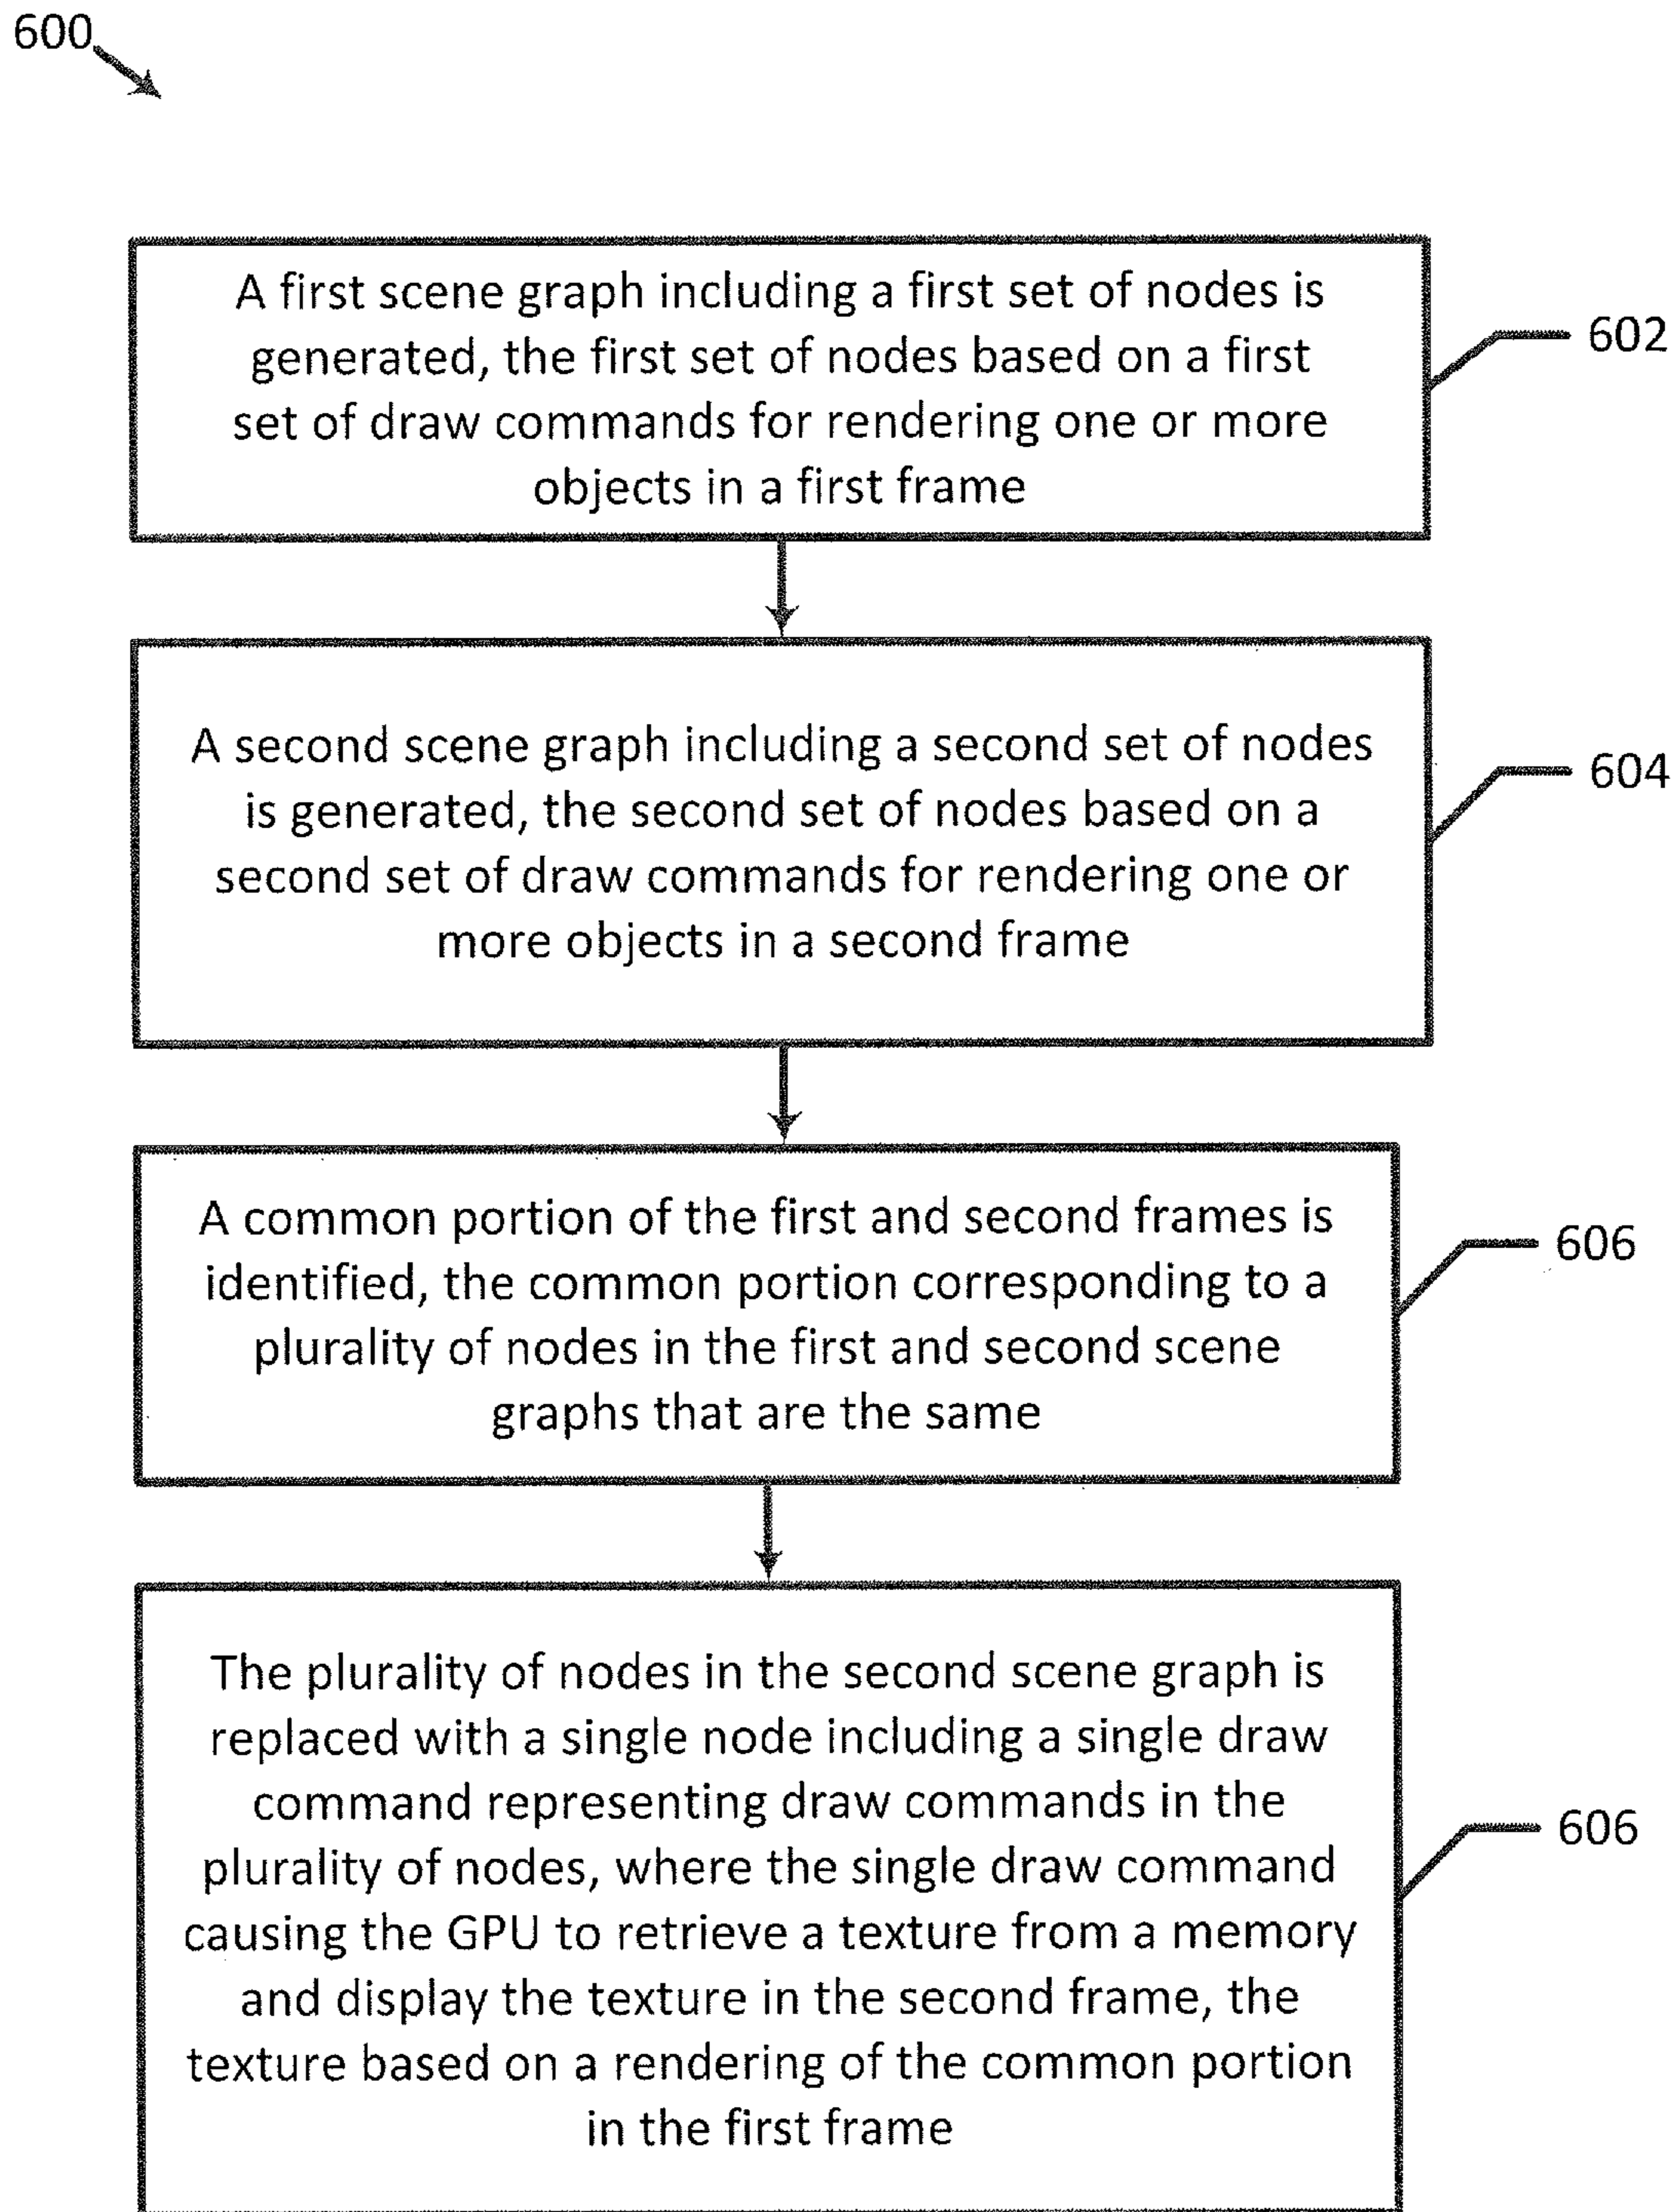 600
A first scene graph including a first set of nodes is
generated, the first set of nodes based on a first
set of draw commands for rendering one or more
objects in a first frame
602
A second scene graph including a second set of nodes
is generated, the second set of nodes based on a
second set of draw commands for rendering one or
more objects in a second frame
604
A common portion of the first and second frames is
identified, the common portion corresponding to a
plurality of nodes in the first and second scene
graphs that are the same
606
The plurality of nodes in the second scene graph is
replaced with a single node including a single draw
command representing draw commands in the
plurality of nodes, where the single draw command
causing the GPU to retrieve a texture from a memory
and display the texture in the second frame, the
texture based on a rendering of the common portion
in the first frame
606